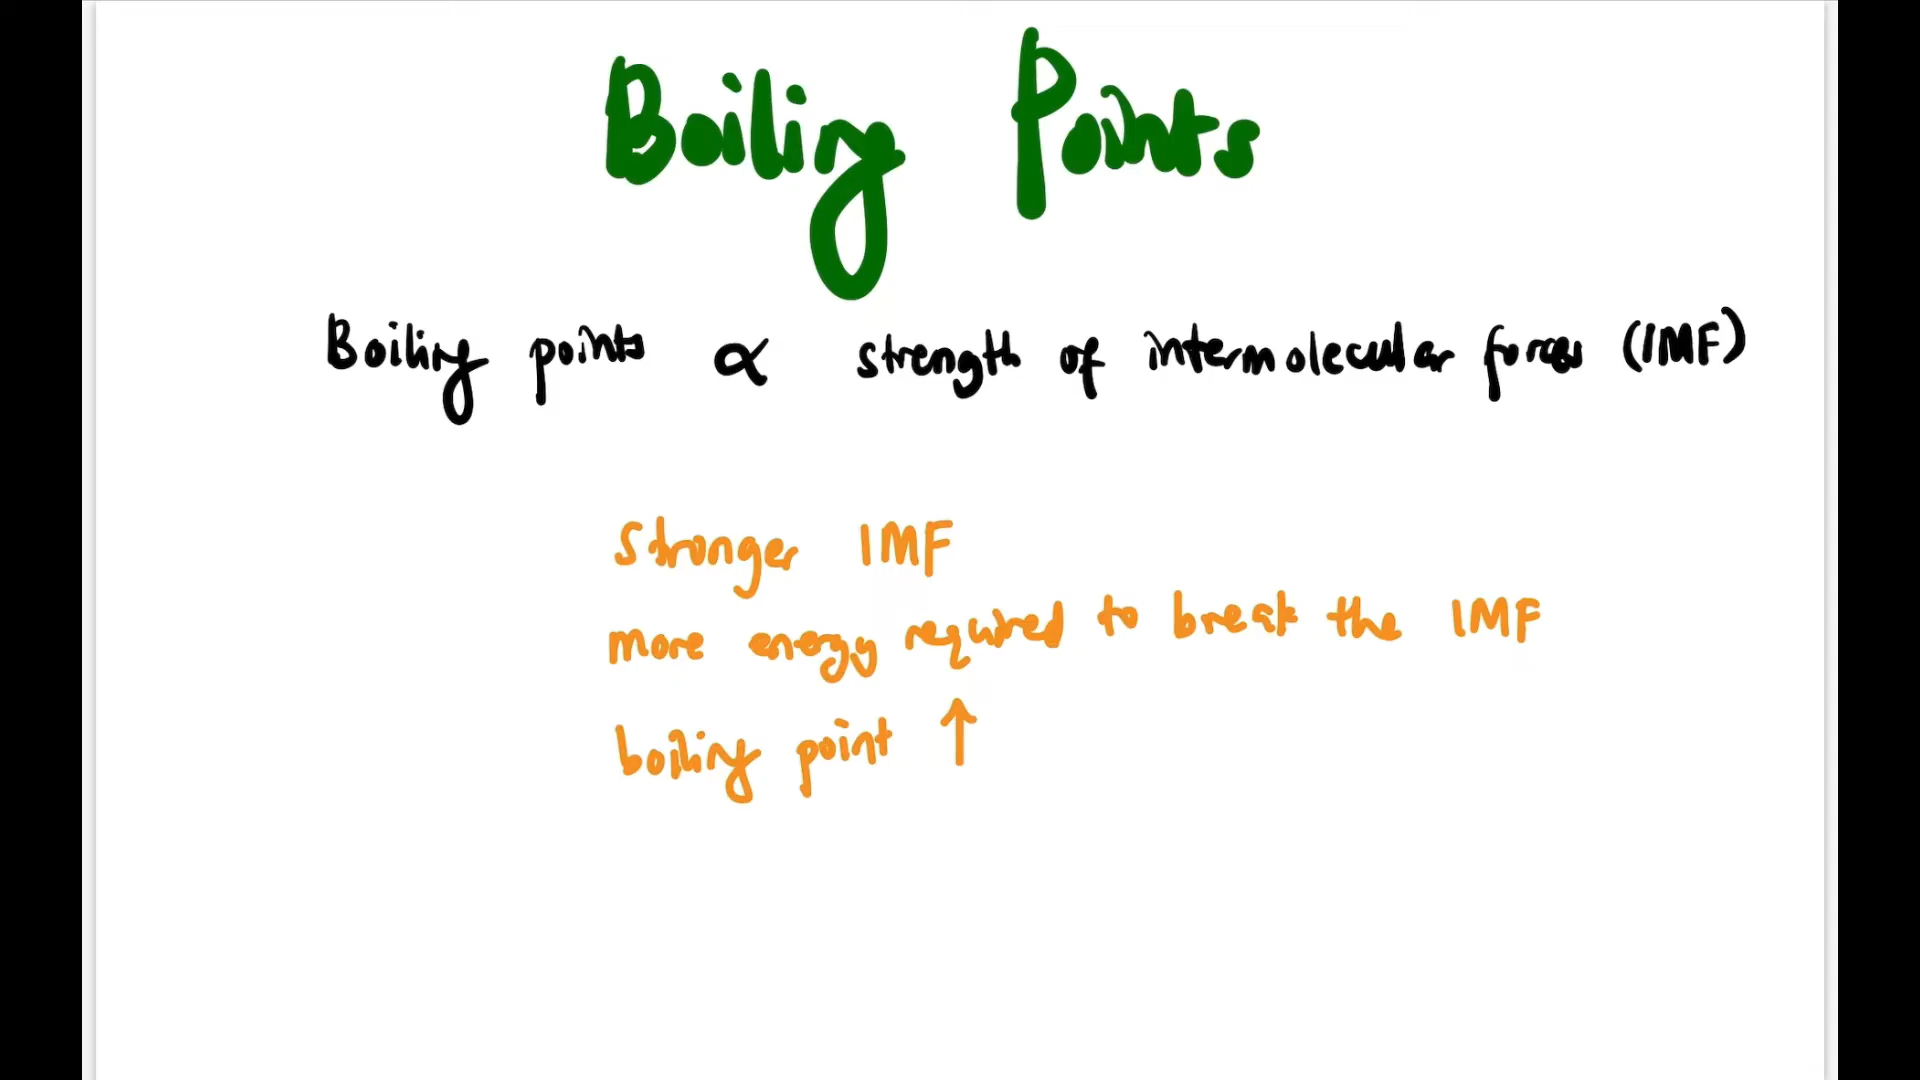 Boiling Points
Boiling points ∝ strength of intermolecular forces (IMF)
Stronger IMF
more energy required to break the IMF
boiling point ↑